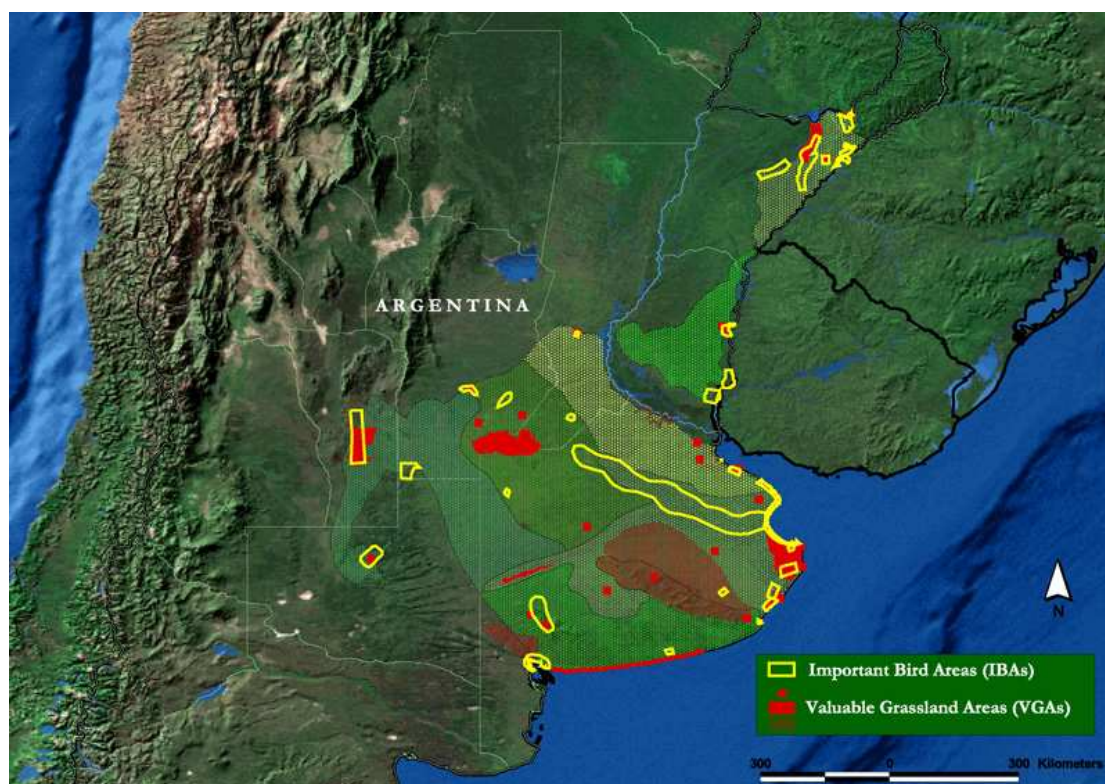 ARGENTINA
N
Important Bird Areas (IBAs)
Valuable Grassland Areas (VGAs)
300 0 300 Kilometers